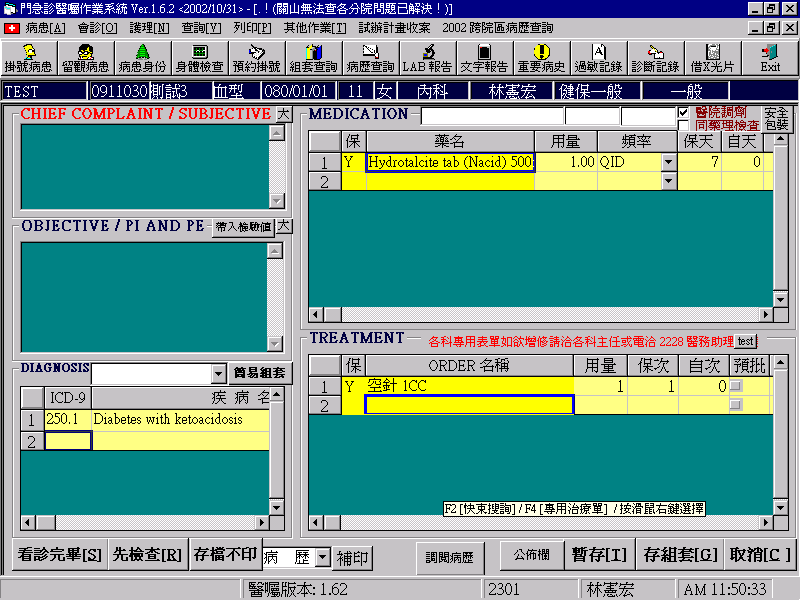 門急診醫囑作業系統 Ver.1.6.2 <2002/10/31> - [.！(關山無法查各分院問題已解決！)]
病患[A] 會診[O] 護理[N] 查詢[V] 列印[P] 其他作業[T] 試辦計畫收案 2002 跨院區病歷查詢
掛號病患 留觀病患 病患身份 身體檢查 預約掛號 組套查詢 病歷查詢 LAB 報告 文字報告 重要病史 過敏記錄 診斷記錄 借X光片 Exit
TEST 0911030 測試3 血型 080/01/01 11 女 內科 林憲宏 健保一般 一般
CHIEF COMPLAINT / SUBJECTIVE 大
MEDICATION 醫院調劑 安全包裝
同藥理檢查
保 藥名 用量 頻率 保天 自天
1 Y Hydrotalcite tab (Nacid) 500 1.00 QID 7 0
2
OBJECTIVE / PI AND PE 帶入檢驗值 大
TREATMENT 各科專用表單如欲增修請洽各科主任或電洽 2228 醫務助理 test
保 ORDER 名稱 用量 保次 自次 預批
1 Y 空針 1CC 1 1 0
2
DIAGNOSIS 簡易組套
ICD-9 疾 病 名
1 250.1 Diabetes with ketoacidosis
2
F2 [快束搜詢] / F4 [專用治療單] / 按滑鼠右鍵選擇
看診完畢[S] 先檢查[R] 存檔不印 病 歷 補印 調閱病歷 公佈欄 暫存[I] 存組套[G] 取消[C ]
醫囑版本: 1.62 2301 林憲宏 AM 11:50:33